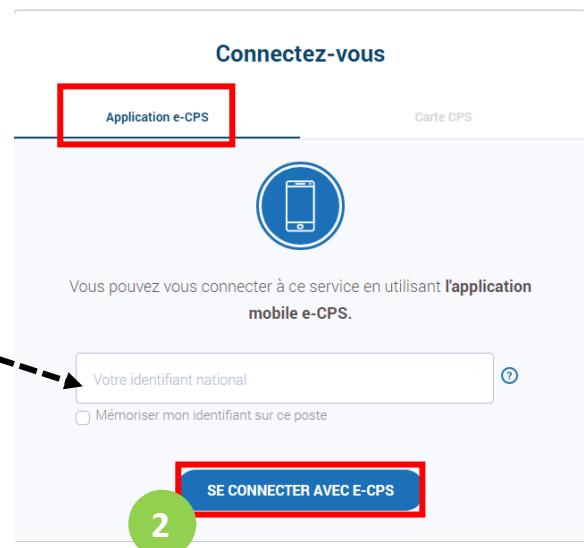 Connectez-vous
Application e-CPS
Carte CPS
Vous pouvez vous connecter à ce service en utilisant l'application
mobile e-CPS.
Votre identifiant national
?
Mémoriser mon identifiant sur ce poste
SE CONNECTER AVEC E-CPS
2